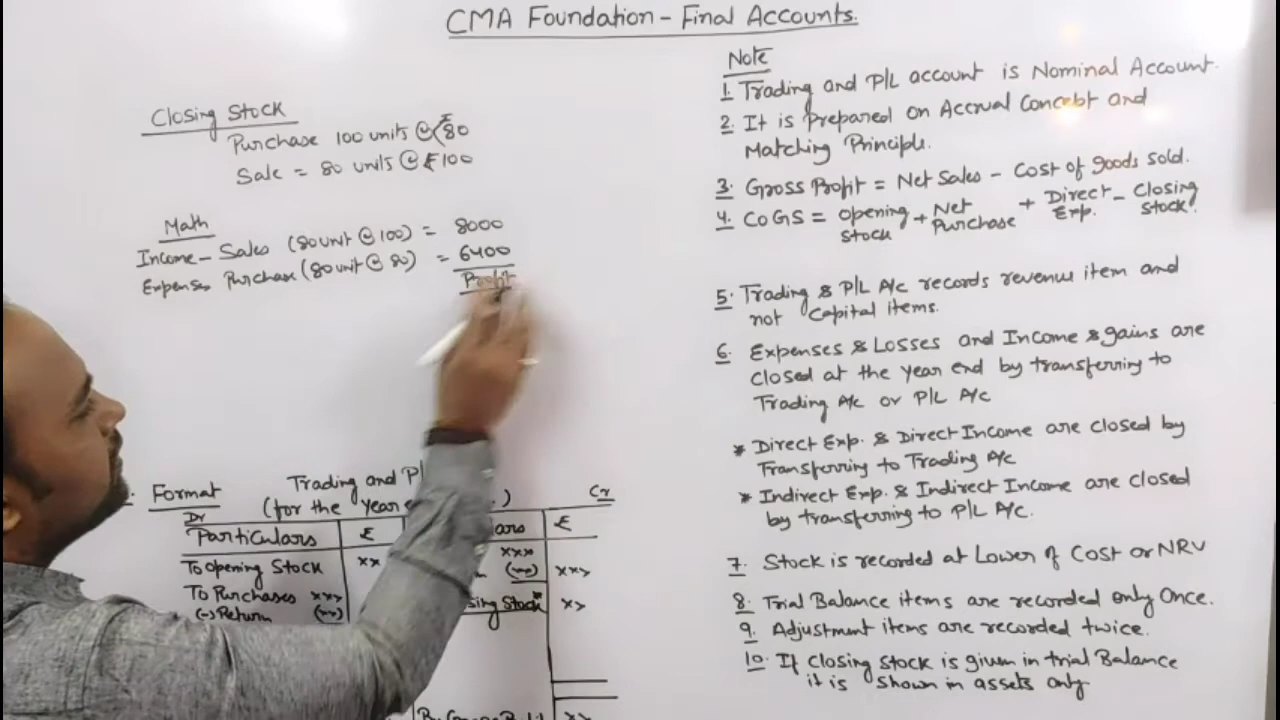 CMA Foundation - Final Accounts.
Closing Stock
Purchase 100 units @ ₹80
Sale = 80 units @ ₹100
Math
Income - Sales (80 unit @ 100) = 8000
Expenses Purchase (80 unit @ 80) = 6400
Profit
Format
Trading and P/
(for the Year e .)
Dr
Cr
Particulars ₹ ars ₹
To Opening Stock xx
xxx
(xx) xxx
To Purchases xxx
(-) Return (xx)
sing Stock xx
xx
Note
1. Trading and P/L account is Nominal Account.
2. It is Prepared on Accrual Concept and
Matching Principle.
3. Gross Profit = Net Sales - Cost of goods sold.
4. CoGS = Opening Stock + Net Purchase + Direct Exp. - Closing Stock.
5. Trading & P/L A/c records revenue item and
not Capital items.
6. Expenses & Losses and Income & gains are
closed at the year end by transferring to
Trading A/c or P/L A/c
* Direct Exp. & Direct Income are closed by
Transferring to Trading A/c
* Indirect Exp. & Indirect Income are closed
by transferring to P/L A/c.
7. Stock is recorded at Lower of Cost or NRV
8. Trial Balance items are recorded only Once.
9. Adjustment items are recorded twice.
10. If Closing Stock is given in trial Balance
it is shown in assets only